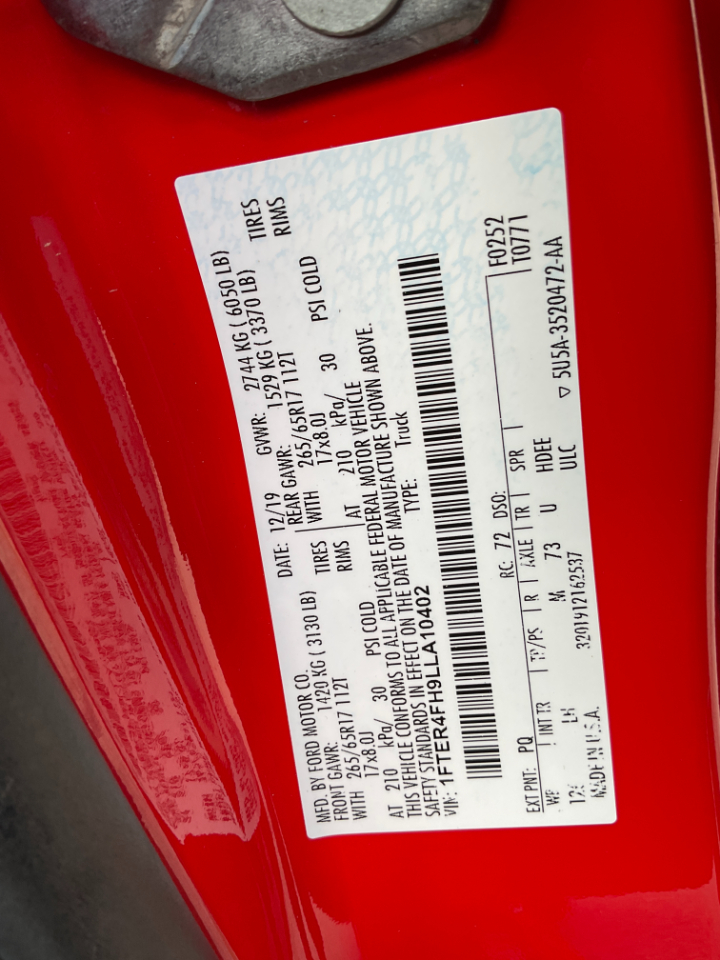 MFD. BY FORD MOTOR CO. DATE: 12/19 GVWR: 2744 KG ( 6050 LB)
FRONT GAWR: 1420 KG ( 3130 LB) REAR GAWR: 1529 KG ( 3370 LB)
WITH 265/65R17 112T TIRES WITH 265/65R17 112T TIRES
17x8.0J RIMS 17x8.0J RIMS
AT 210 kPa/ 30 PSI COLD AT 210 kPa/ 30 PSI COLD
THIS VEHICLE CONFORMS TO ALL APPLICABLE FEDERAL MOTOR VEHICLE
SAFETY STANDARDS IN EFFECT ON THE DATE OF MANUFACTURE SHOWN ABOVE.
VIN: 1FTER4FH9LLA10402 TYPE: Truck
F0252
T0771
EXT PNT: PQ RC: 72 DSO:
INT TR TP/PS R AXLE TR SPR
LH M 73 U HDEE
ULC
3201912162537
MADE IN U.S.A. ▽ 5U5A-3520472-AA